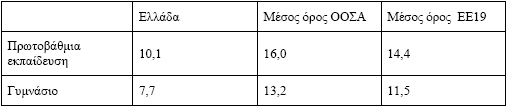 Ελλάδα Μέσος όρος ΟΟΣΑ Μέσος όρος ΕΕ19
Πρωτοβάθμια εκπαίδευση 10,1 16,0 14,4
Γυμνάσιο 7,7 13,2 11,5